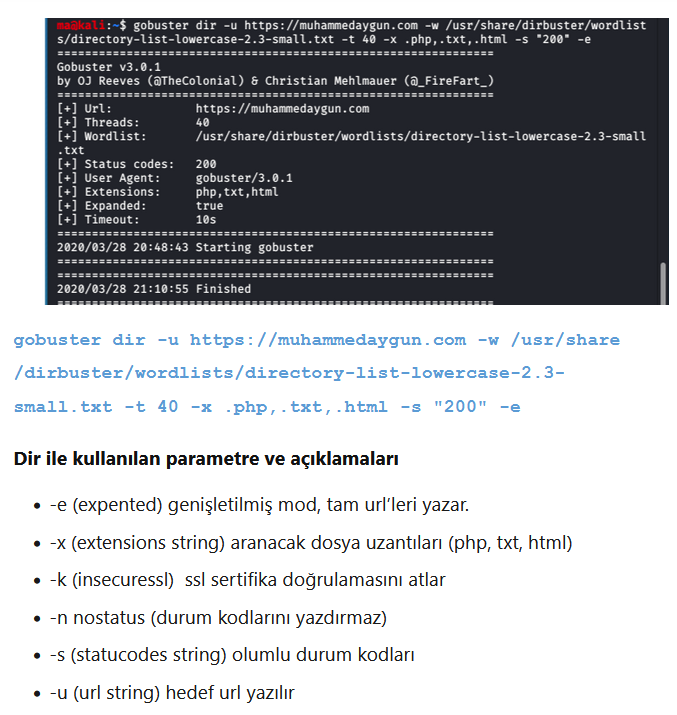 ma@kali:~$ gobuster dir -u https://muhammedaygun.com -w /usr/share/dirbuster/wordlist
s/directory-list-lowercase-2.3-small.txt -t 40 -x .php,.txt,.html -s "200" -e
===============================================================
Gobuster v3.0.1
by OJ Reeves (@TheColonial) & Christian Mehlmauer (@_FireFart_)
===============================================================
[+] Url:            https://muhammedaygun.com
[+] Threads:        40
[+] Wordlist:       /usr/share/dirbuster/wordlists/directory-list-lowercase-2.3-small
.txt
[+] Status codes:   200
[+] User Agent:     gobuster/3.0.1
[+] Extensions:     php,txt,html
[+] Expanded:       true
[+] Timeout:        10s
===============================================================
2020/03/28 20:48:43 Starting gobuster
===============================================================
===============================================================
2020/03/28 21:10:55 Finished
===============================================================
gobuster dir -u https://muhammedaygun.com -w /usr/share
/dirbuster/wordlists/directory-list-lowercase-2.3-
small.txt -t 40 -x .php,.txt,.html -s "200" -e
Dir ile kullanılan parametre ve açıklamaları
• -e (expented) genişletilmiş mod, tam url’leri yazar.
• -x (extensions string) aranacak dosya uzantıları (php, txt, html)
• -k (insecuressl)  ssl sertifika doğrulamasını atlar
• -n nostatus (durum kodlarını yazdırmaz)
• -s (statucodes string) olumlu durum kodları
• -u (url string) hedef url yazılır